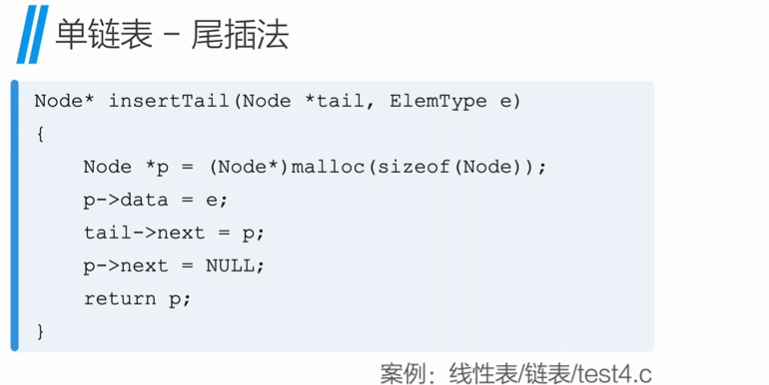 单链表 - 尾插法
Node* insertTail(Node *tail, ElemType e)
{
    Node *p = (Node*)malloc(sizeof(Node));
    p->data = e;
    tail->next = p;
    p->next = NULL;
    return p;
}
案例：线性表/链表/test4.c